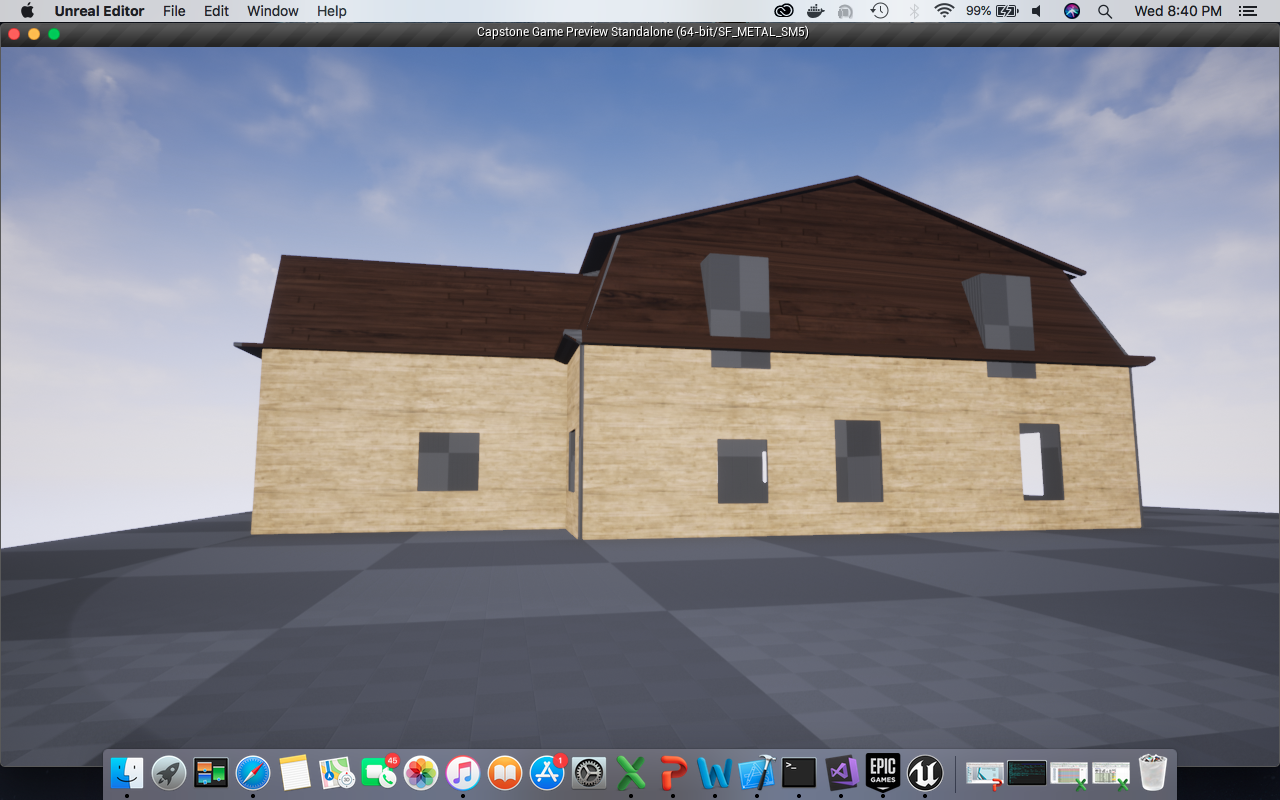 Unreal Editor File Edit Window Help 99% Wed 8:40 PM
Capstone Game Preview Standalone (64-bit/SF_METAL_SM5)
45
1
EPIC
GAMES